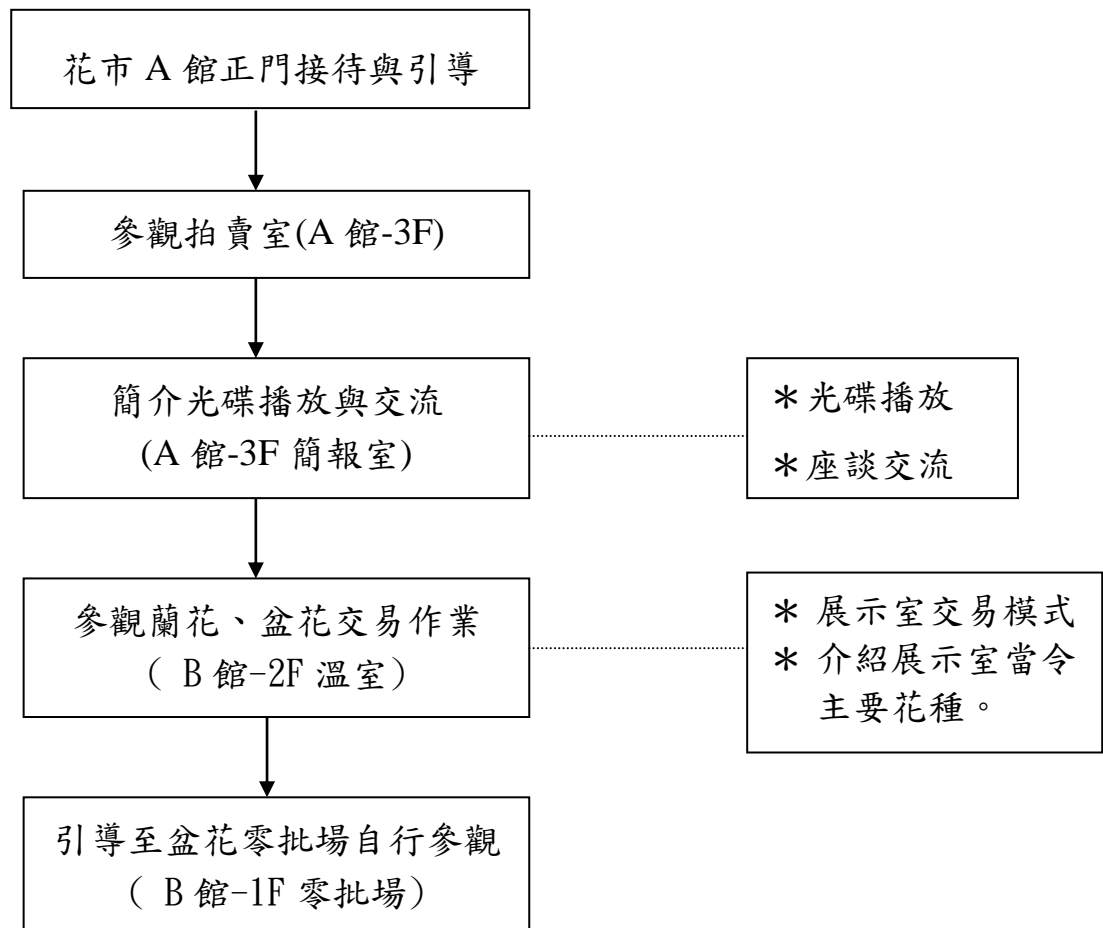 花市 A 館正門接待與引導
參觀拍賣室(A 館-3F)
簡介光碟播放與交流
(A 館-3F 簡報室)
＊光碟播放
＊座談交流
參觀蘭花、盆花交易作業
（ B 館-2F 溫室）
＊ 展示室交易模式
＊ 介紹展示室當令
主要花種。
引導至盆花零批場自行參觀
（ B 館-1F 零批場）